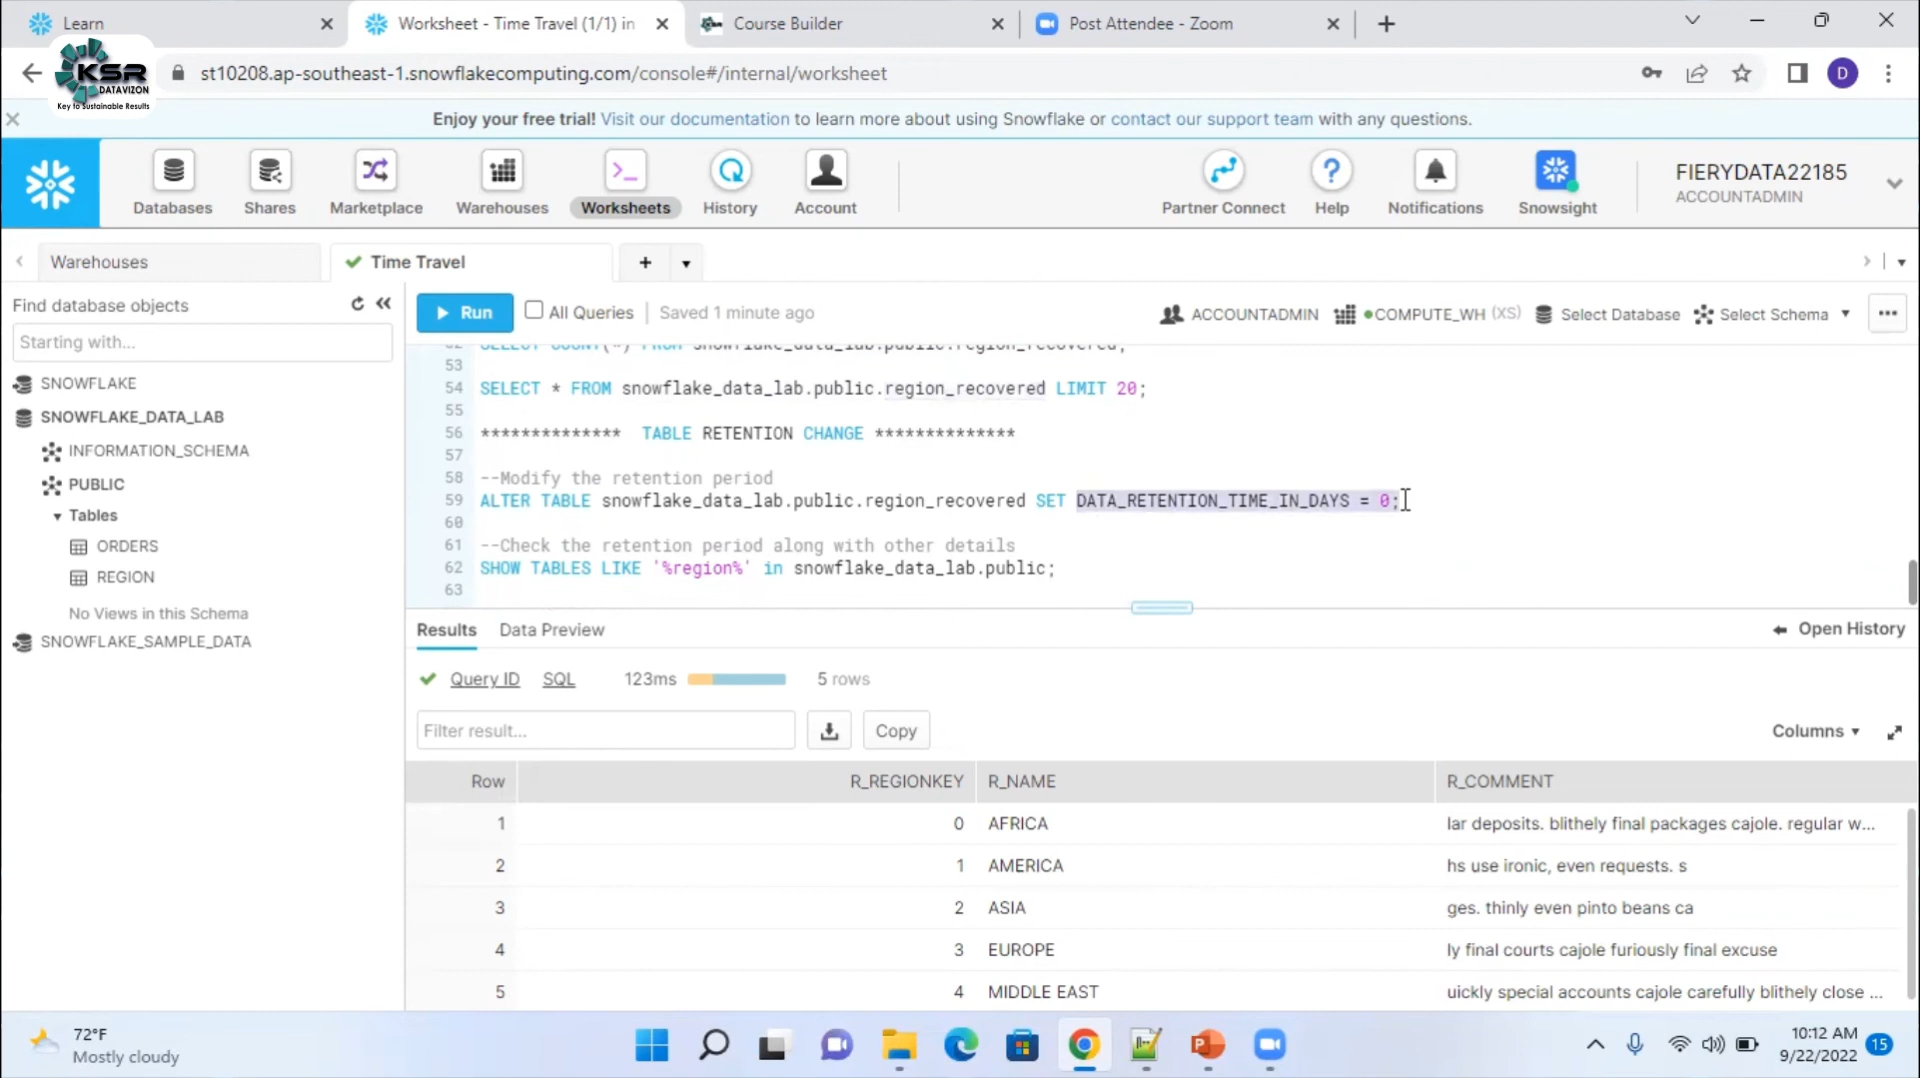 Learn
Worksheet - Time Travel (1/1) in
Course Builder
Post Attendee - Zoom
KSR
DATAVIZON
Key to Sustainable Results
st10208.ap-southeast-1.snowflakecomputing.com/console#/internal/worksheet
D
Enjoy your free trial! Visit our documentation to learn more about using Snowflake or contact our support team with any questions.
Databases
Shares
Marketplace
Warehouses
Worksheets
History
Account
Partner Connect
Help
Notifications
Snowsight
FIERYDATA22185
ACCOUNTADMIN
Warehouses
Time Travel
Find database objects
Starting with...
SNOWFLAKE
SNOWFLAKE_DATA_LAB
INFORMATION_SCHEMA
PUBLIC
Tables
ORDERS
REGION
No Views in this Schema
SNOWFLAKE_SAMPLE_DATA
Run
All Queries
Saved 1 minute ago
ACCOUNTADMIN
COMPUTE_WH (XS)
Select Database
Select Schema
52 SELECT COUNT(*) FROM snowflake_data_lab.public.region_recovered;
53
54 SELECT * FROM snowflake_data_lab.public.region_recovered LIMIT 20;
55
56 ************** TABLE RETENTION CHANGE **************
57
58 --Modify the retention period
59 ALTER TABLE snowflake_data_lab.public.region_recovered SET DATA_RETENTION_TIME_IN_DAYS = 0;
60
61 --Check the retention period along with other details
62 SHOW TABLES LIKE '%region%' in snowflake_data_lab.public;
63
Results
Data Preview
Open History
Query ID
SQL
123ms
5 rows
Filter result...
Copy
Columns
Row R_REGIONKEY R_NAME R_COMMENT
1 0 AFRICA lar deposits. blithely final packages cajole. regular w...
2 1 AMERICA hs use ironic, even requests. s
3 2 ASIA ges. thinly even pinto beans ca
4 3 EUROPE ly final courts cajole furiously final excuse
5 4 MIDDLE EAST uickly special accounts cajole carefully blithely close ...
72°F
Mostly cloudy
10:12 AM
9/22/2022
15